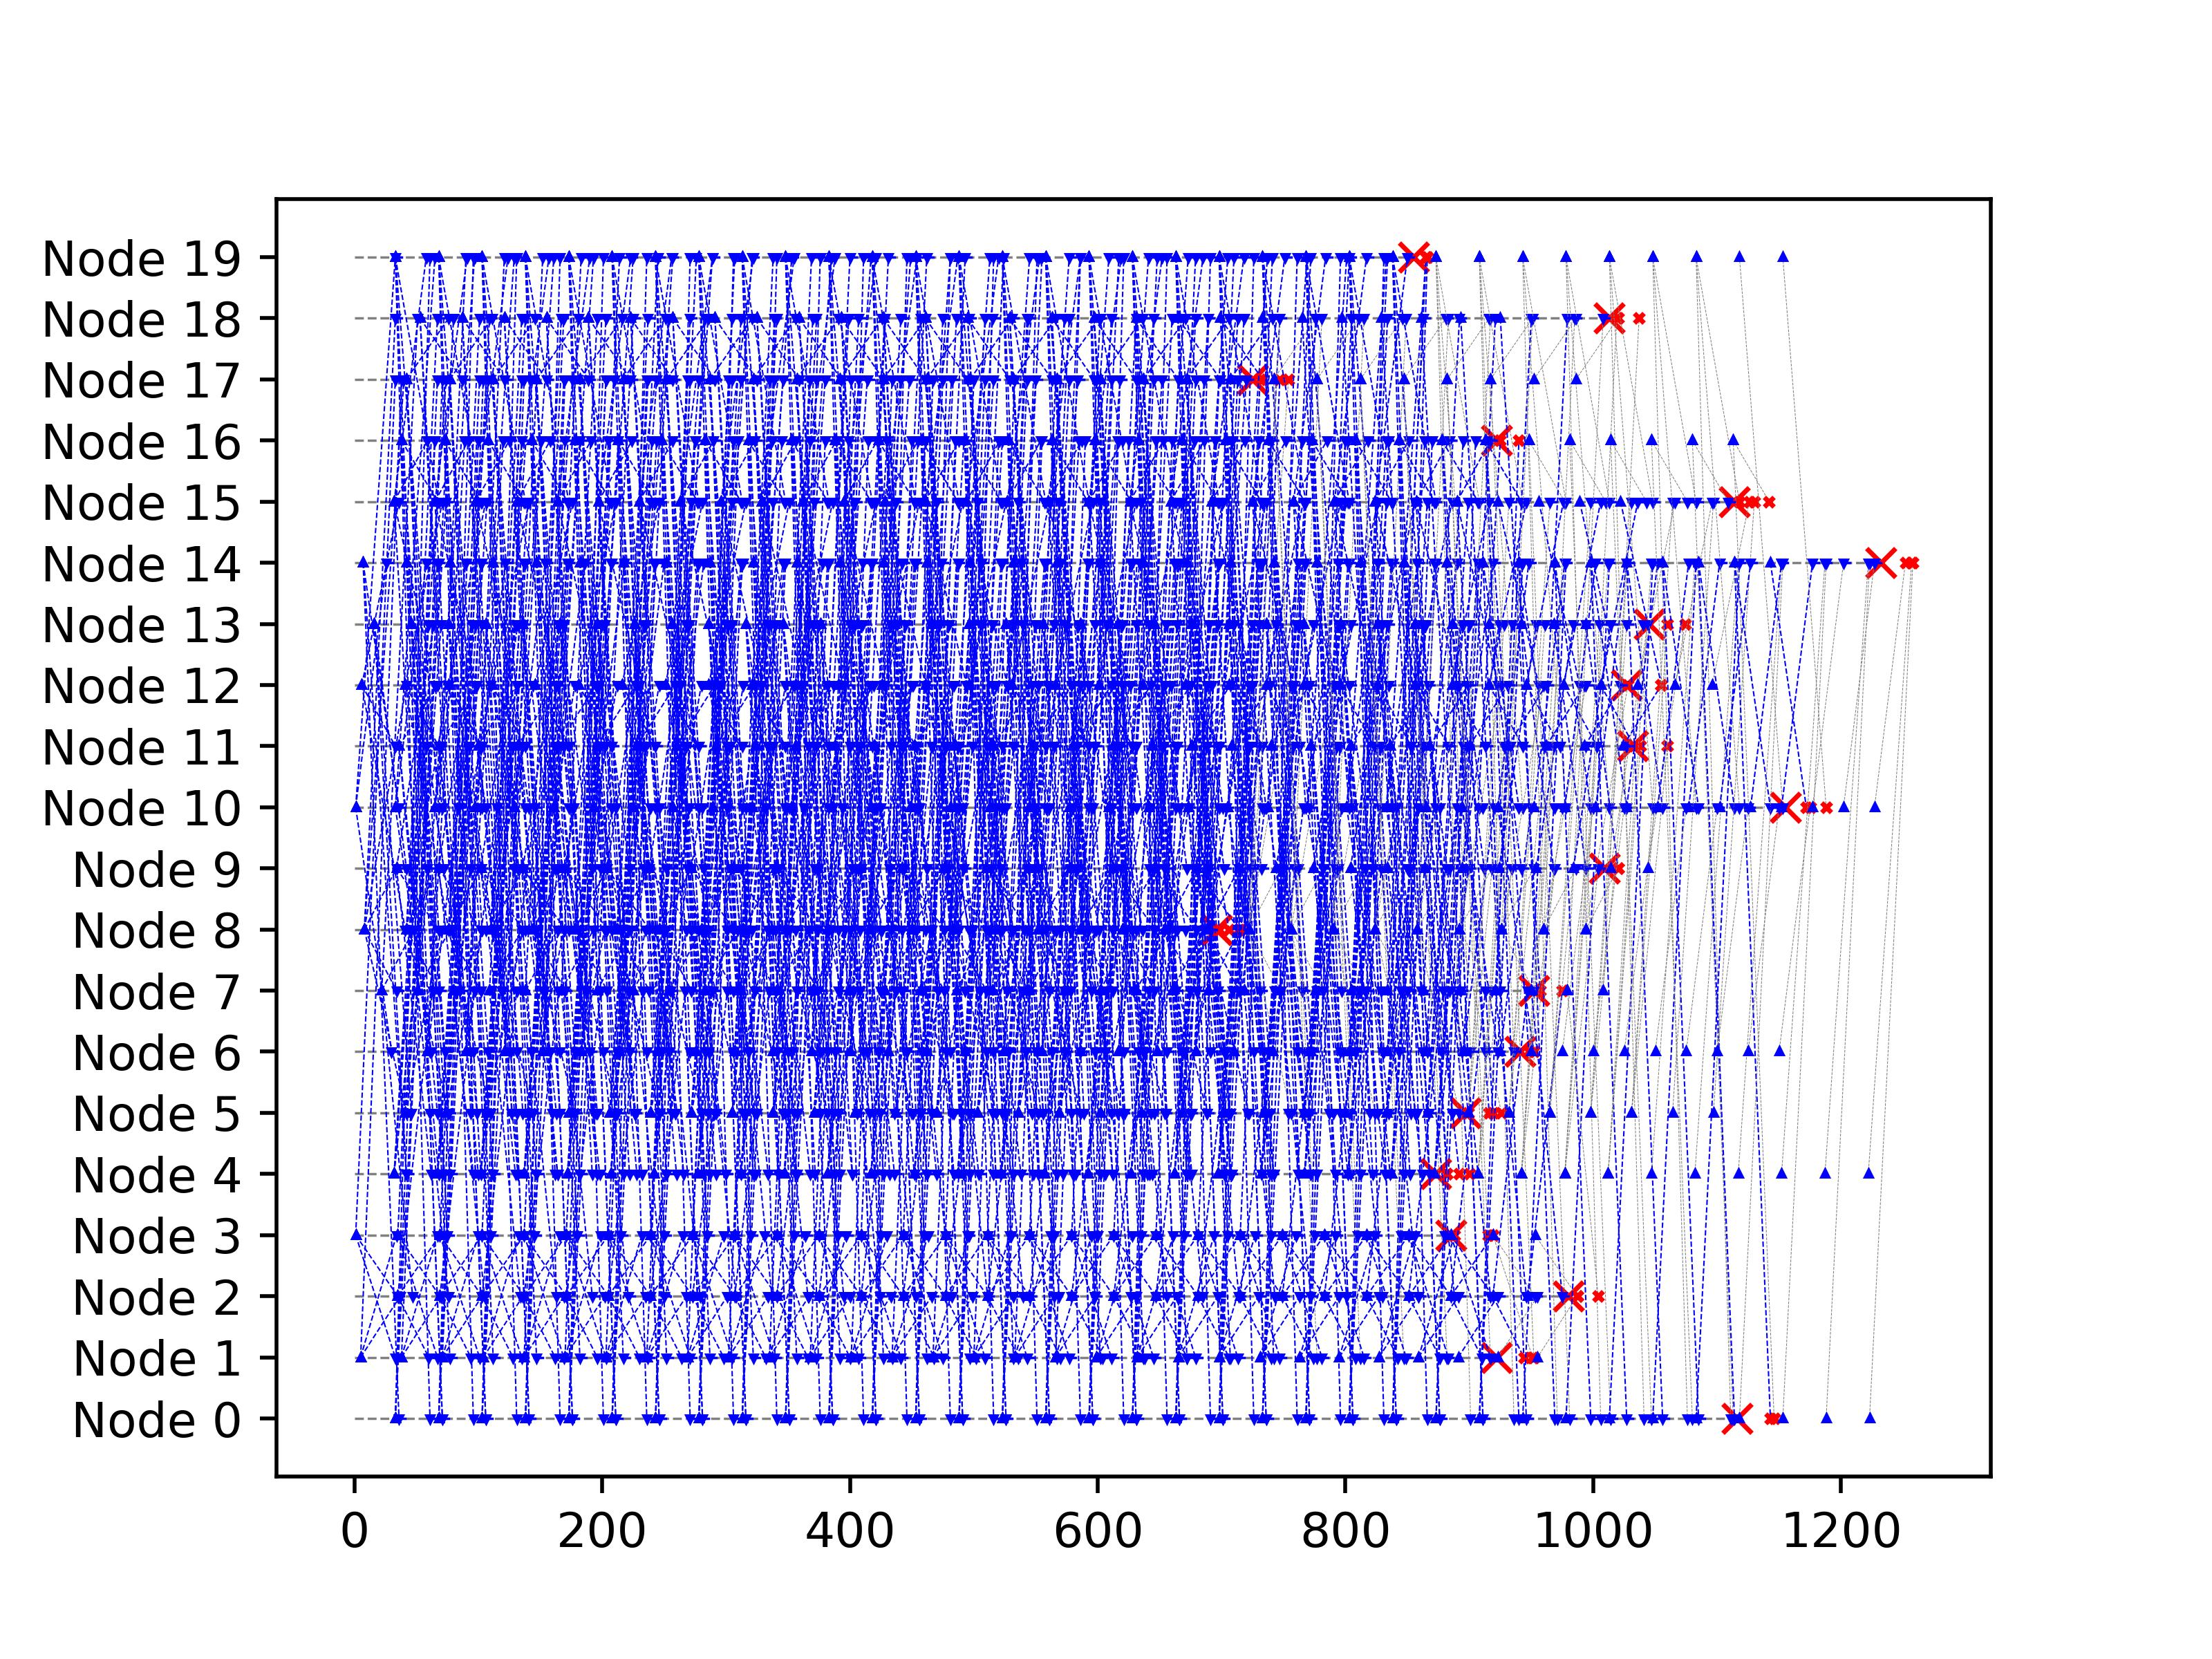 Node 19
Node 18
Node 17
Node 16
Node 15
Node 14
Node 13
Node 12
Node 11
Node 10
Node 9
Node 8
Node 7
Node 6
Node 5
Node 4
Node 3
Node 2
Node 1
Node 0
0 200 400 600 800 1000 1200